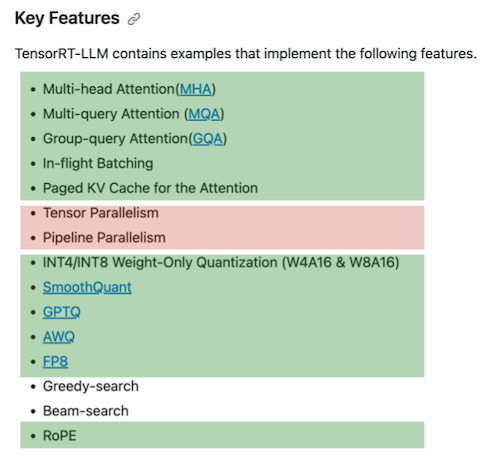 Key Features
TensorRT-LLM contains examples that implement the following features.
• Multi-head Attention(MHA)
• Multi-query Attention (MQA)
• Group-query Attention(GQA)
• In-flight Batching
• Paged KV Cache for the Attention
• Tensor Parallelism
• Pipeline Parallelism
• INT4/INT8 Weight-Only Quantization (W4A16 & W8A16)
• SmoothQuant
• GPTQ
• AWQ
• FP8
• Greedy-search
• Beam-search
• RoPE